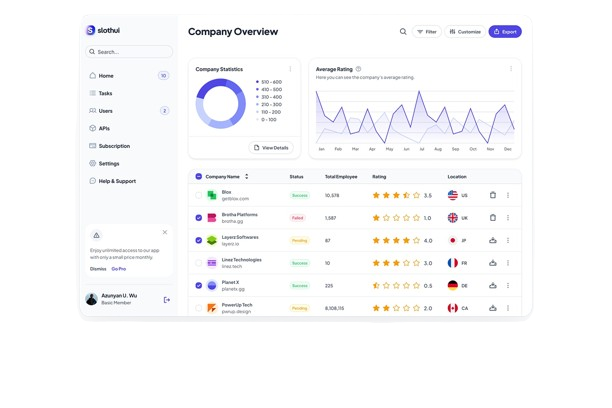 slothui
Search...
Home 10
Tasks
Users 2
APIs
Subscription
Settings
Help & Support
Enjoy unlimited access to our app
with only a small price monthly.
Dismiss Go Pro
Azunyan U. Wu
Basic Member
Company Overview
Filter
Customize
Export
Company Statistics
510 - 600
410 - 500
310 - 400
210 - 300
110 - 200
0 - 100
View Details
Average Rating
Here you can see the company's average rating.
Jan Feb Mar Apr May Jun Jul Aug Sep Oct Nov Dec
Company Name Status Total Employee Rating Location
Blox
getblox.com
Success 10,578 3.5 US
Brotha Platforms
brotha.gg
Failed 1,587 1.0 UK
Layerz Softwares
layerz.io
Pending 87 4.0 JP
Linea Technologies
linea.tech
Success 10 3.0 FR
Planet X
planets.gg
Success 225 0.5 DE
PowerUp Tech
pwrup.design
Pending 8,108,115 2.0 CA